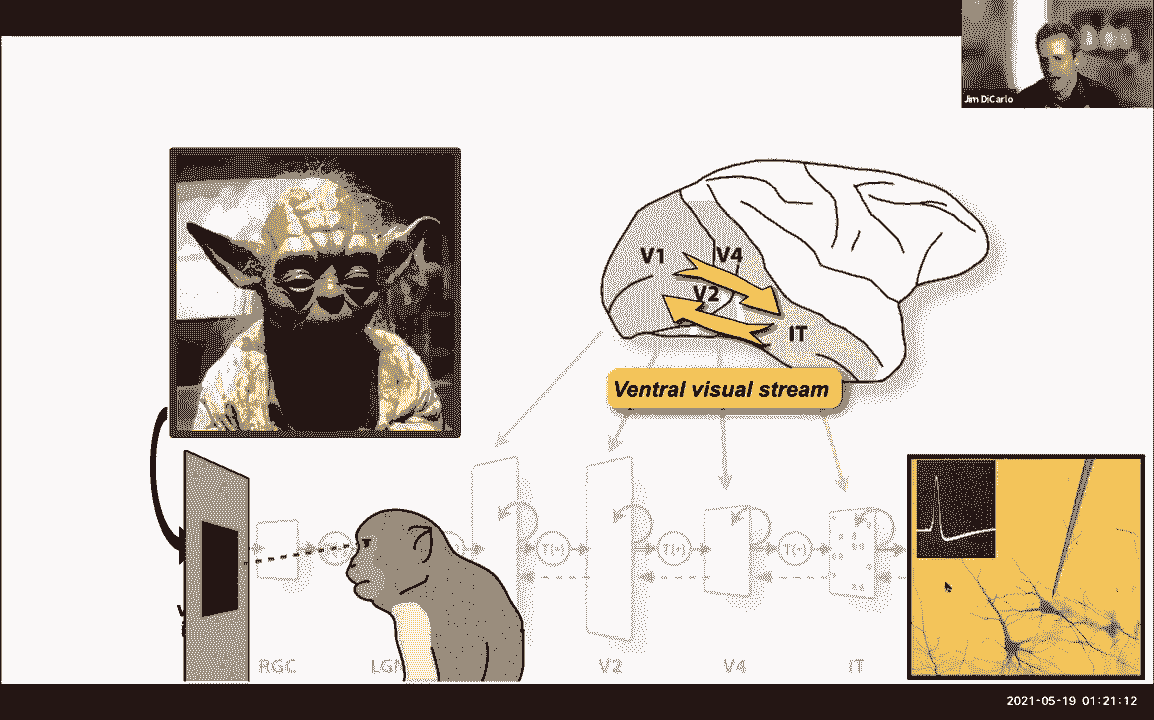 Jim DiCarlo
V1
V4
V2
IT
Ventral visual stream
T(•)
T(•)
T(•)
RGC
V2
V4
IT
2021-05-19 01:21:12